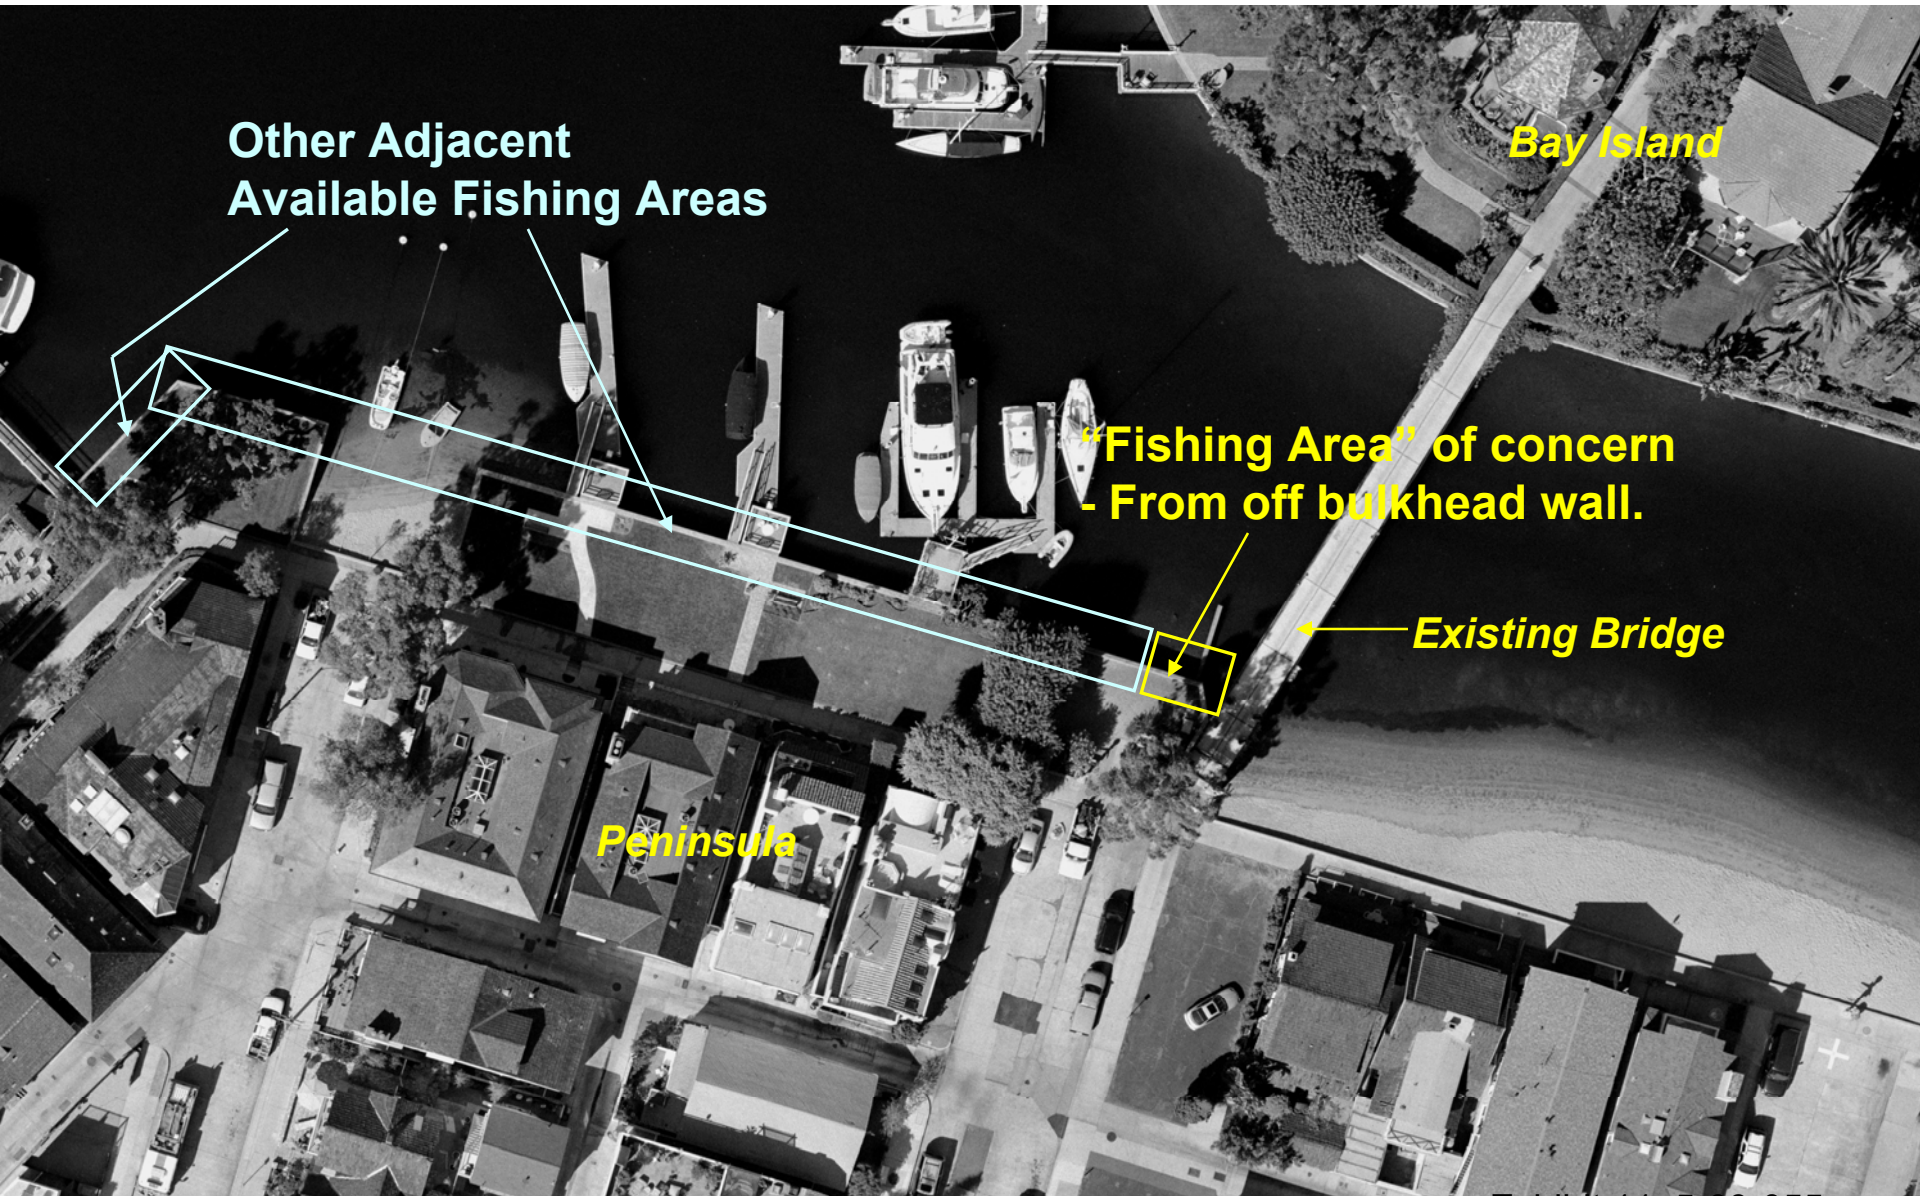 Other Adjacent
Available Fishing Areas
Bay Island
“Fishing Area” of concern
- From off bulkhead wall.
Existing Bridge
Peninsula